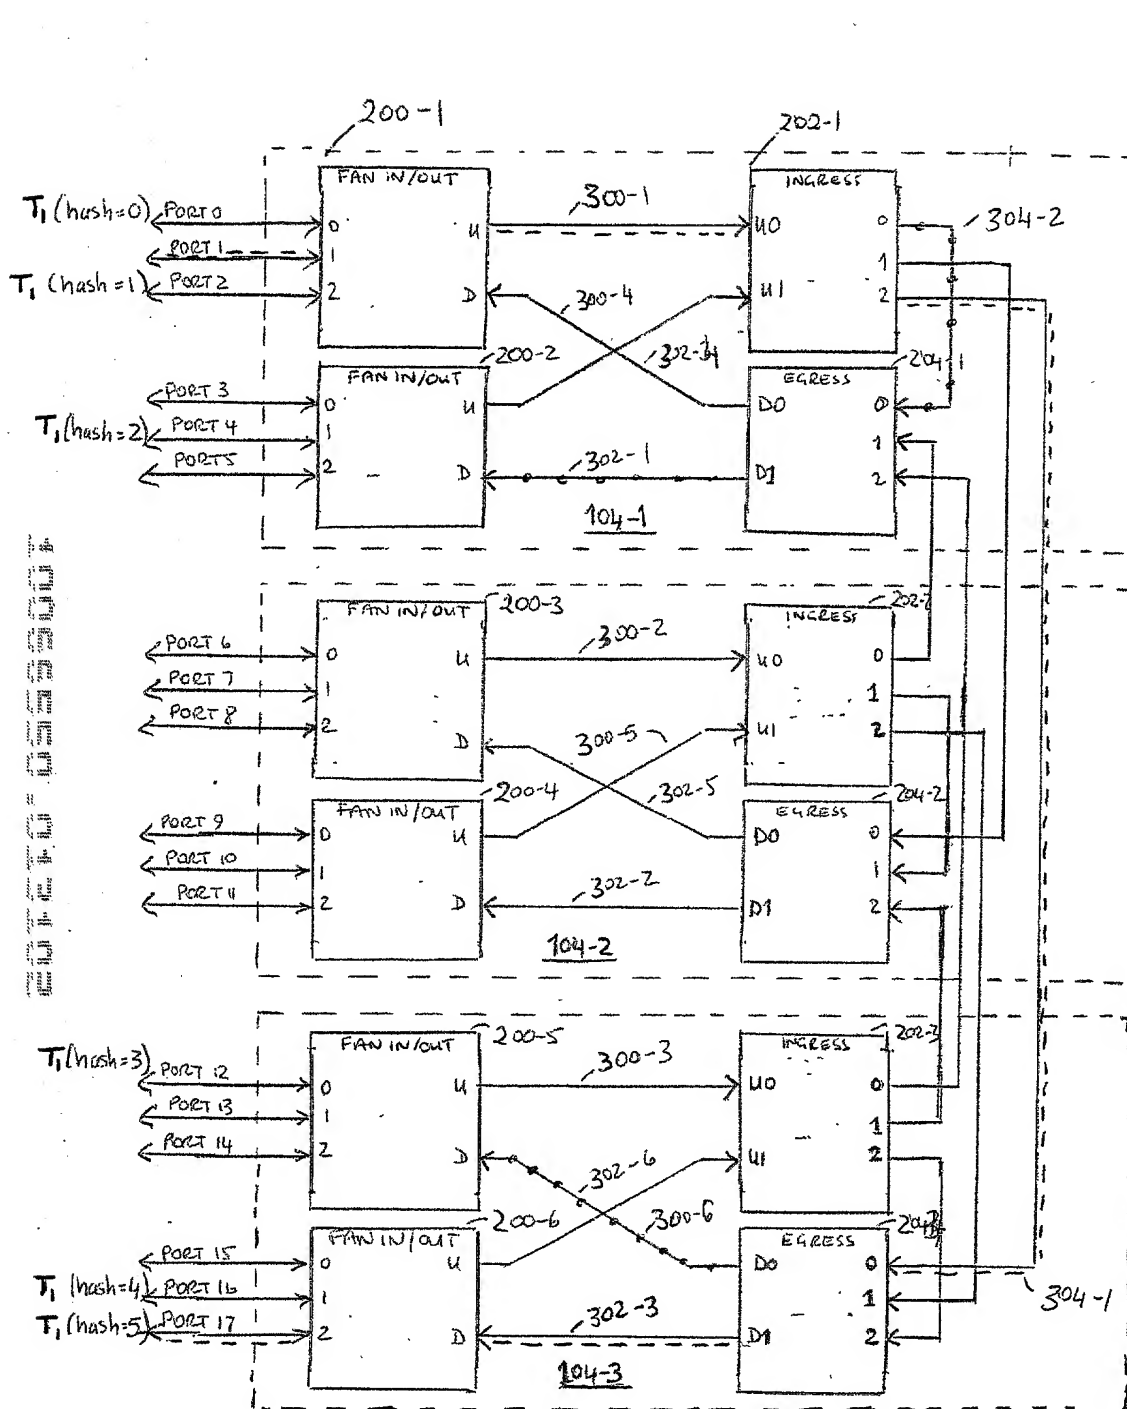 200-1
202-1
FAN IN/OUT
INGRESS
T1 (hash=0) PORT 0 0 U 300-1 U0 0 304-2
PORT 1 1 1
T1 (hash=1) PORT 2 2 D 300-4 U1 2
200-2 302-4 204-1
FAN IN/OUT
EGRESS
PORT 3 0 U D0 0
T1(hash=2) PORT 4 1 1
PORT 5 2 D 302-1 D1 2
104-1
FAN IN/OUT 200-3
INGRESS 202-2
PORT 6 0 U 300-2 U0 0
PORT 7 1 1
PORT 8 2 D 300-5 U1 2
200-4 302-5 204-2
FAN IN/OUT
EGRESS
PORT 9 0 U D0 0
PORT 10 1 1
PORT 11 2 D 302-2 D1 2
104-2
FAN IN/OUT 200-5
INGRESS 202-3
T1(hash=3) PORT 12 0 U 300-3 U0 0
PORT 13 1 1
PORT 14 2 D 302-6 U1 2
200-6 300-6
FAN IN/OUT
EGRESS
PORT 15 0 U D0 0
T1 (hash=4) PORT 16 1 1 304-1
T1 (hash=5) PORT 17 2 D 302-3 D1 2
104-3